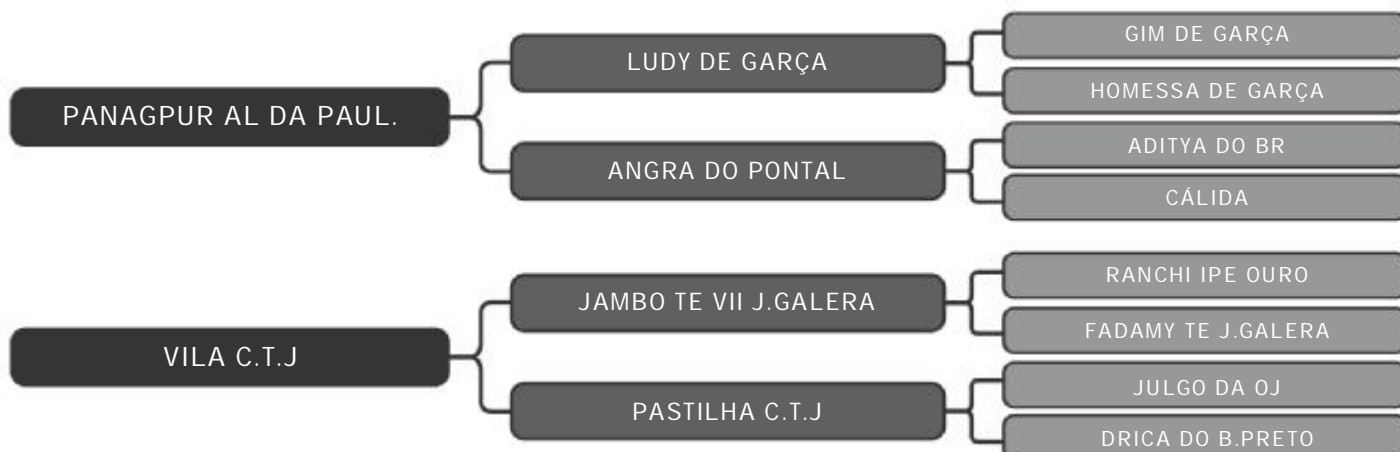 PANAGPUR AL DA PAUL.
LUDY DE GARÇA
GIM DE GARÇA
HOMESSA DE GARÇA
ANGRA DO PONTAL
ADITYA DO BR
CÁLIDA
VILA C.T.J
JAMBO TE VII J.GALERA
RANCHI IPE OURO
FADAMY TE J.GALERA
PASTILHA C.T.J
JULGO DA OJ
DRICA DO B.PRETO